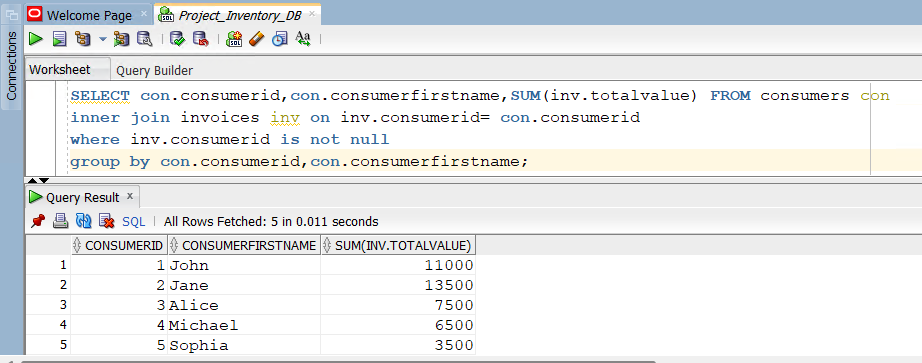 Welcome Page × Project_Inventory_DB ×
Connections
Worksheet Query Builder
SELECT con.consumerid,con.consumerfirstname,SUM(inv.totalvalue) FROM consumers con
inner join invoices inv on inv.consumerid= con.consumerid
where inv.consumerid is not null
group by con.consumerid,con.consumerfirstname;
Query Result ×
SQL | All Rows Fetched: 5 in 0.011 seconds
CONSUMERID CONSUMERFIRSTNAME SUM(INV.TOTALVALUE)
1 1 John 11000
2 2 Jane 13500
3 3 Alice 7500
4 4 Michael 6500
5 5 Sophia 3500